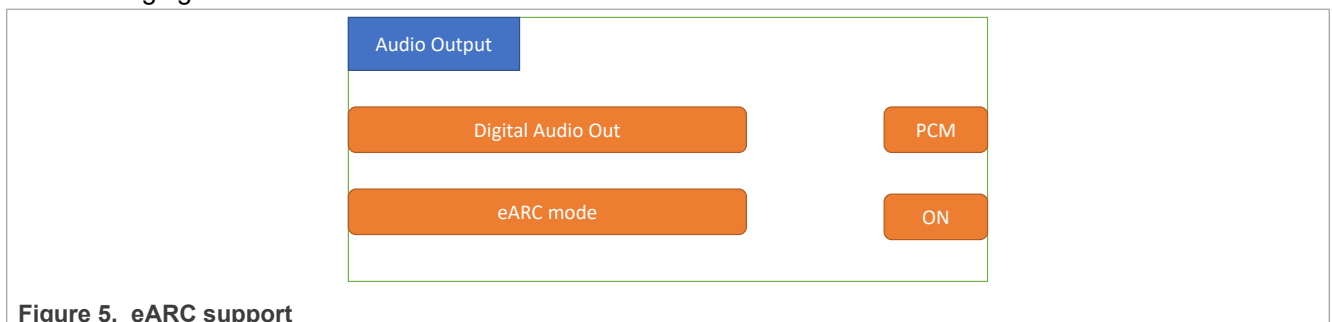 Audio Output
Digital Audio Out PCM
eARC mode ON
Figure 5. eARC support